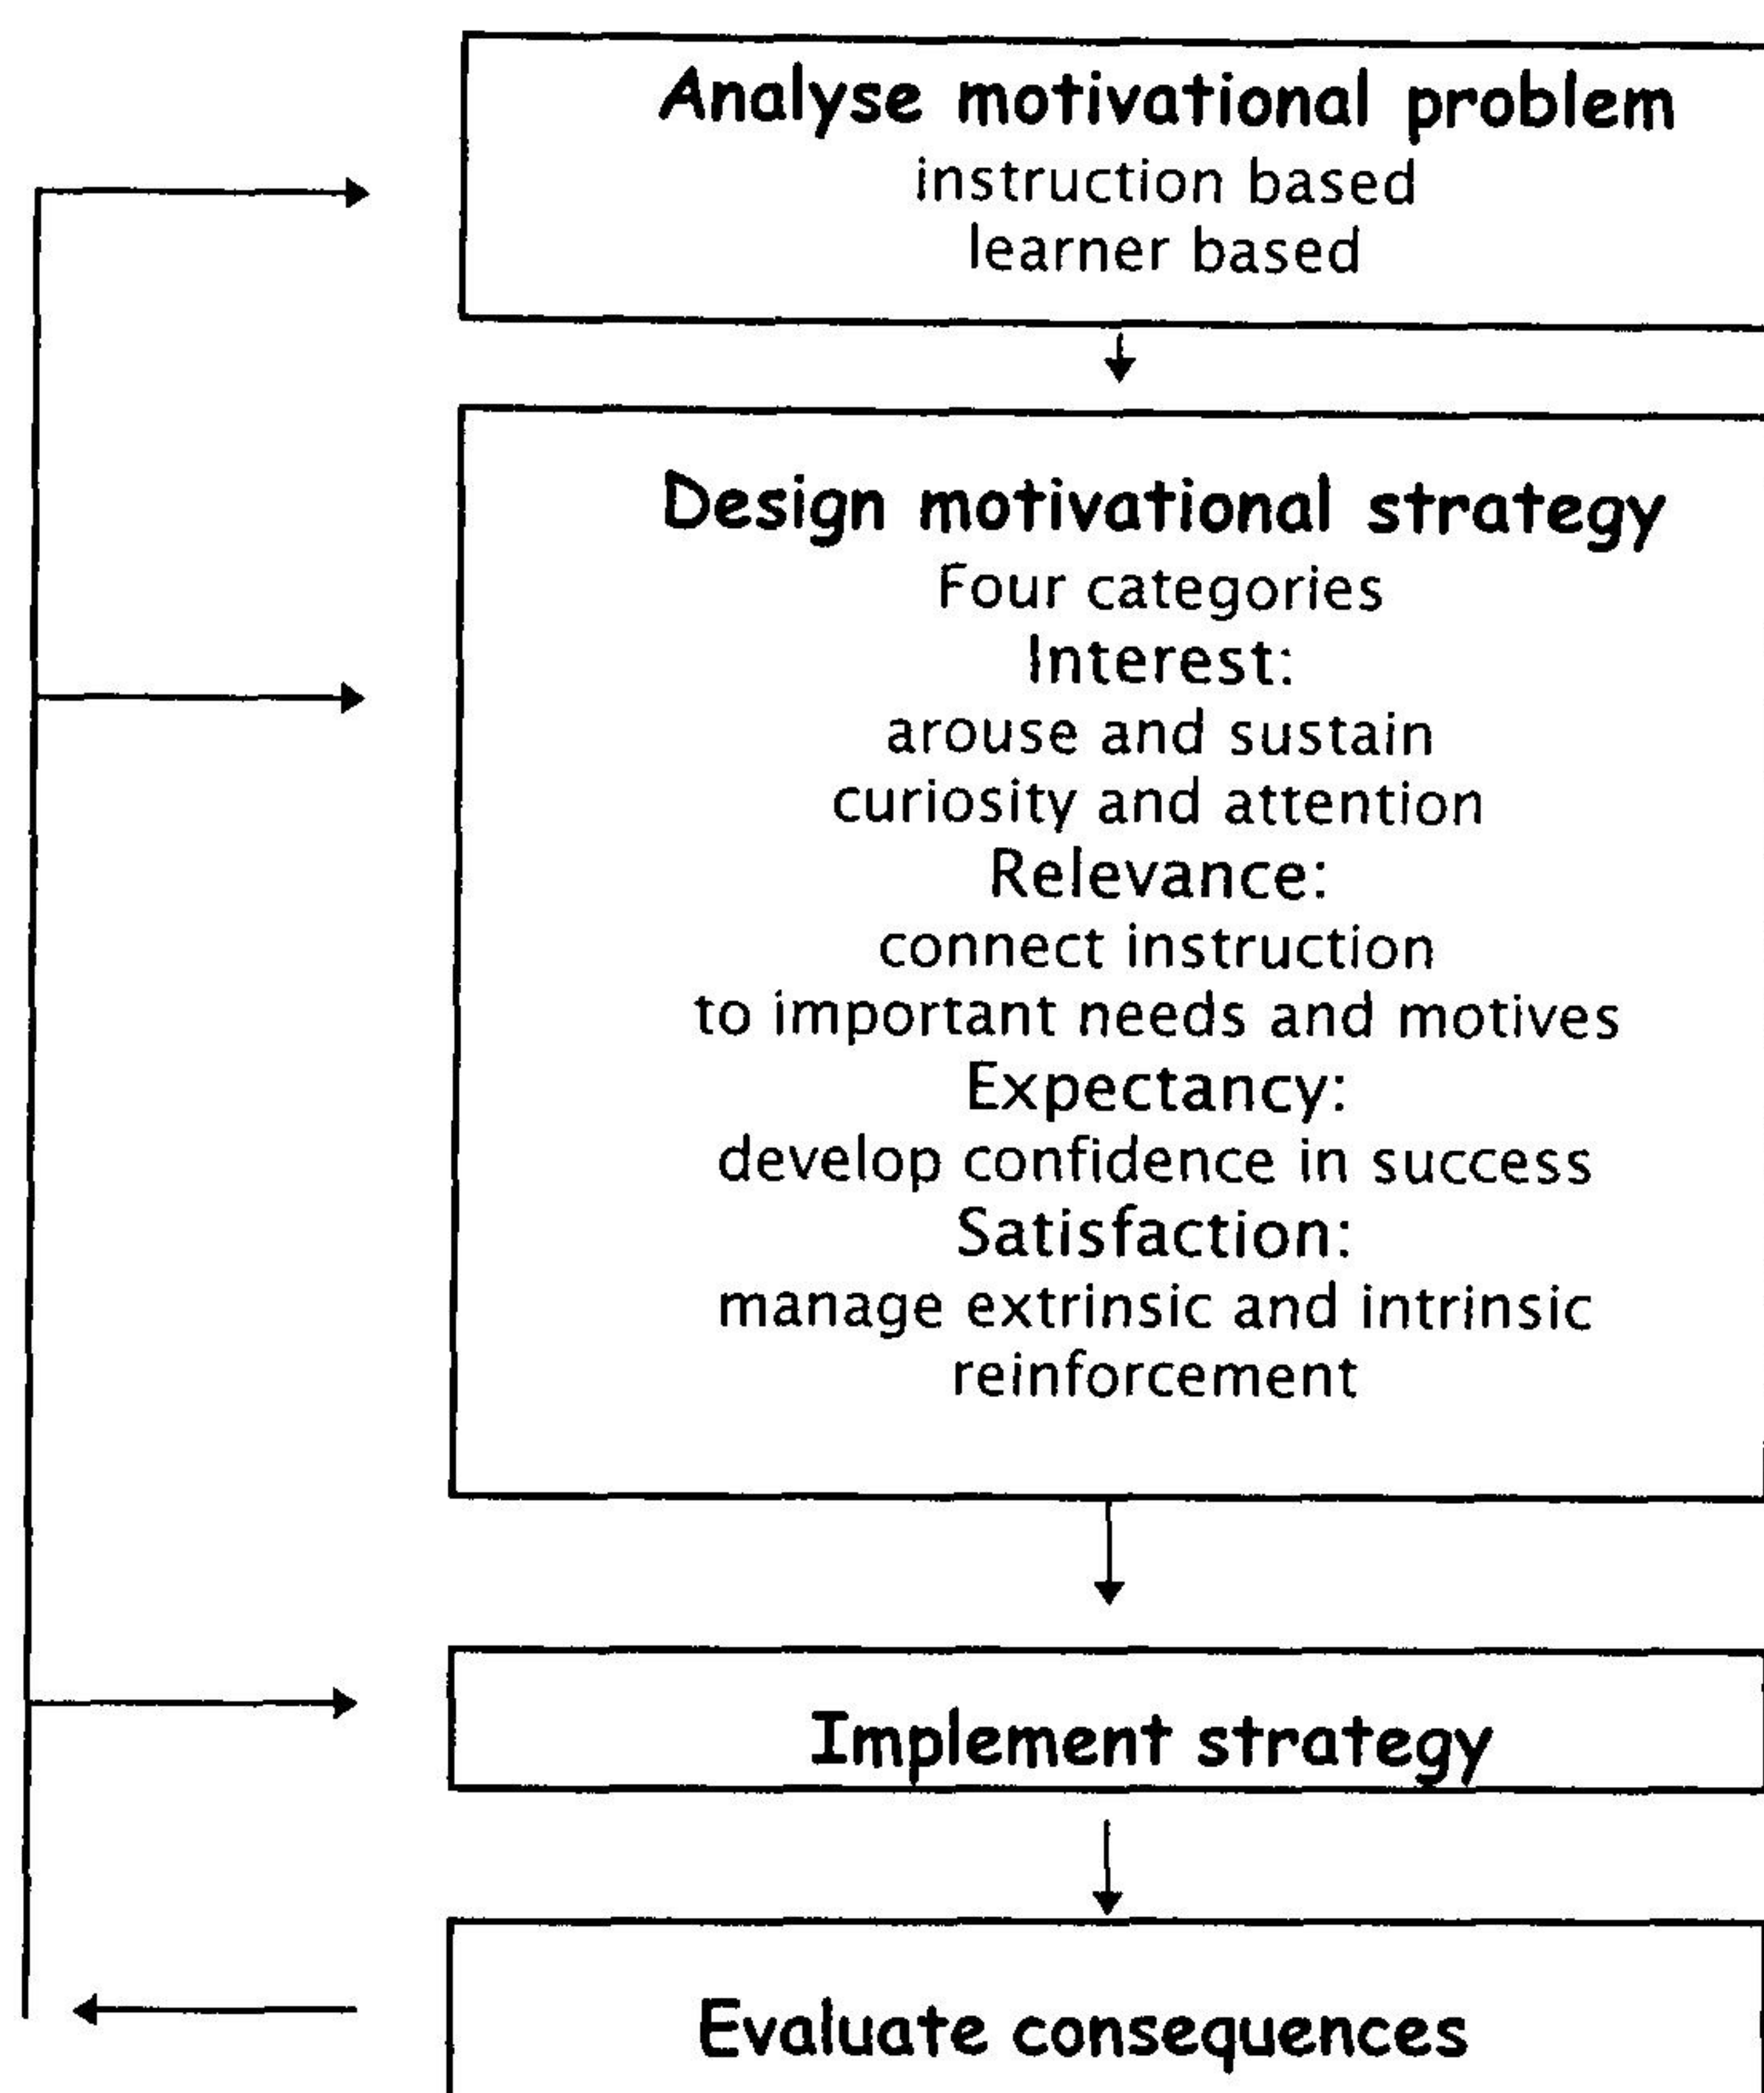 Analyse motivational problem
instruction based
learner based
Design motivational strategy
Four categories
Interest:
arouse and sustain
curiosity and attention
Relevance:
connect instruction
to important needs and motives
Expectancy:
develop confidence in success
Satisfaction:
manage extrinsic and intrinsic
reinforcement
Implement strategy
Evaluate consequences